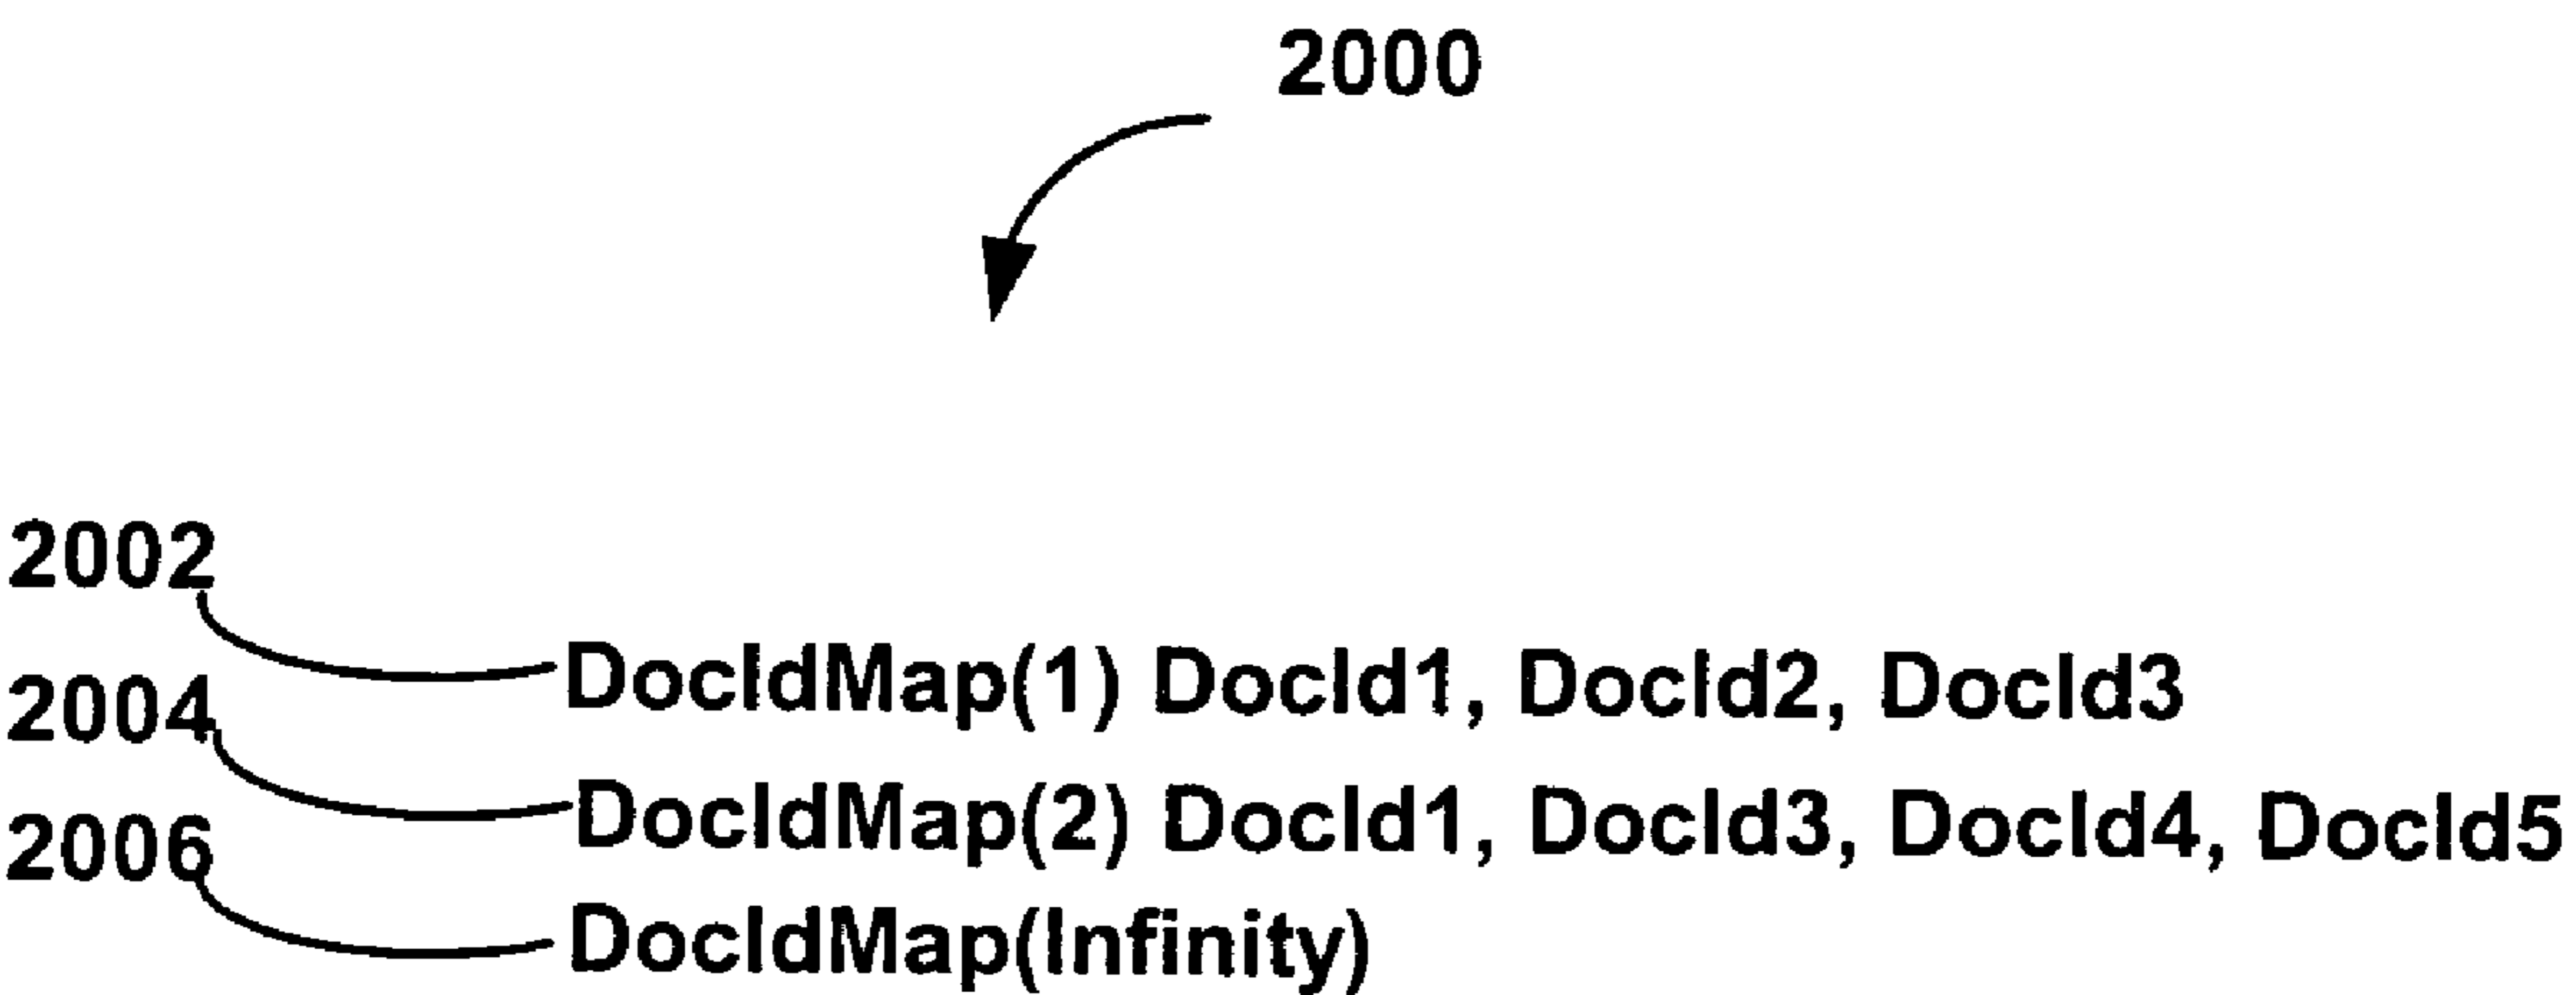 2000
2002
DocIdMap(1) DocId1, DocId2, DocId3
2004
DocIdMap(2) DocId1, DocId3, DocId4, DocId5
2006
DocIdMap(Infinity)